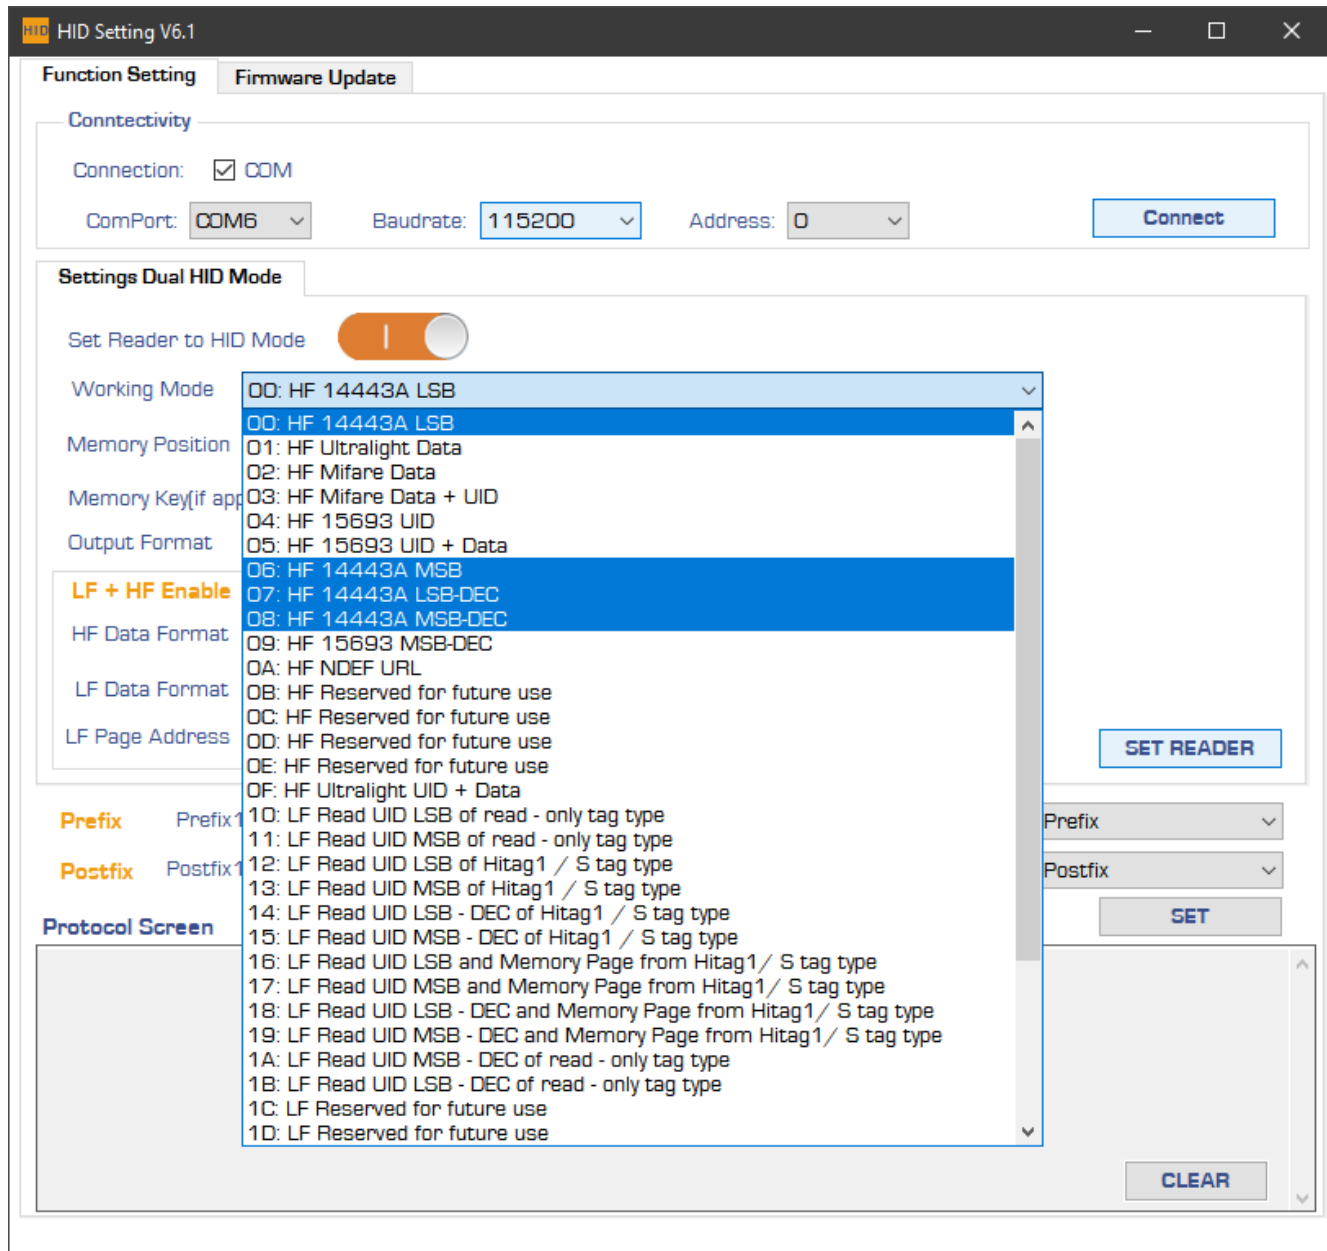 HID HID Setting V6.1
Function Setting Firmware Update
Conntectivity
Connection: COM
ComPort: COM6 Baudrate: 115200 Address: 0 Connect
Settings Dual HID Mode
Set Reader to HID Mode
Working Mode 00: HF 14443A LSB
00: HF 14443A LSB
Memory Position
01: HF Ultralight Data
02: HF Mifare Data
Memory Key(if app
03: HF Mifare Data + UID
04: HF 15693 UID
Output Format
05: HF 15693 UID + Data
06: HF 14443A MSB
LF + HF Enable
07: HF 14443A LSB-DEC
08: HF 14443A MSB-DEC
HF Data Format
09: HF 15693 MSB-DEC
0A: HF NDEF URL
LF Data Format
0B: HF Reserved for future use
0C: HF Reserved for future use
LF Page Address
0D: HF Reserved for future use
SET READER
0E: HF Reserved for future use
0F: HF Ultralight UID + Data
Prefix Prefix1 10: LF Read UID LSB of read - only tag type Prefix
11: LF Read UID MSB of read - only tag type
Postfix Postfix1 12: LF Read UID LSB of Hitag1 / S tag type Postfix
13: LF Read UID MSB of Hitag1 / S tag type
14: LF Read UID LSB - DEC of Hitag1 / S tag type SET
Protocol Screen
15: LF Read UID MSB - DEC of Hitag1 / S tag type
16: LF Read UID LSB and Memory Page from Hitag1/ S tag type
17: LF Read UID MSB and Memory Page from Hitag1/ S tag type
18: LF Read UID LSB - DEC and Memory Page from Hitag1/ S tag type
19: LF Read UID MSB - DEC and Memory Page from Hitag1/ S tag type
1A: LF Read UID MSB - DEC of read - only tag type
1B: LF Read UID LSB - DEC of read - only tag type
1C: LF Reserved for future use
1D: LF Reserved for future use
CLEAR